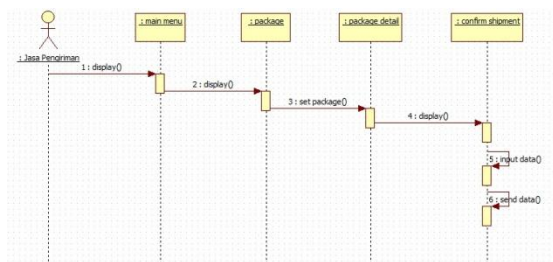 : main menu
: package
: package detail
: confirm shipment
: Jasa Pengiriman
1 : display()
2 : display()
3 : set package()
4 : display()
5 : input data()
6 : send data()